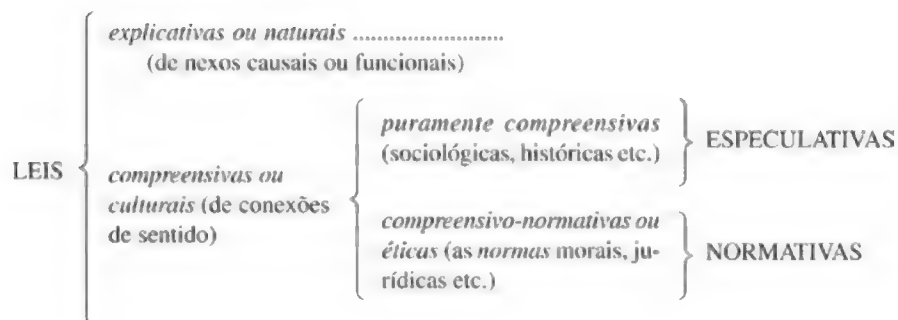 explicativas ou naturais .........................
(de nexos causais ou funcionais)
LEIS
compreensivas ou
culturais (de conexões
de sentido)
puramente compreensivas
(sociológicas, históricas etc.)
ESPECULATIVAS
compreensivo-normativas ou
éticas (as normas morais, ju-
rídicas etc.)
NORMATIVAS